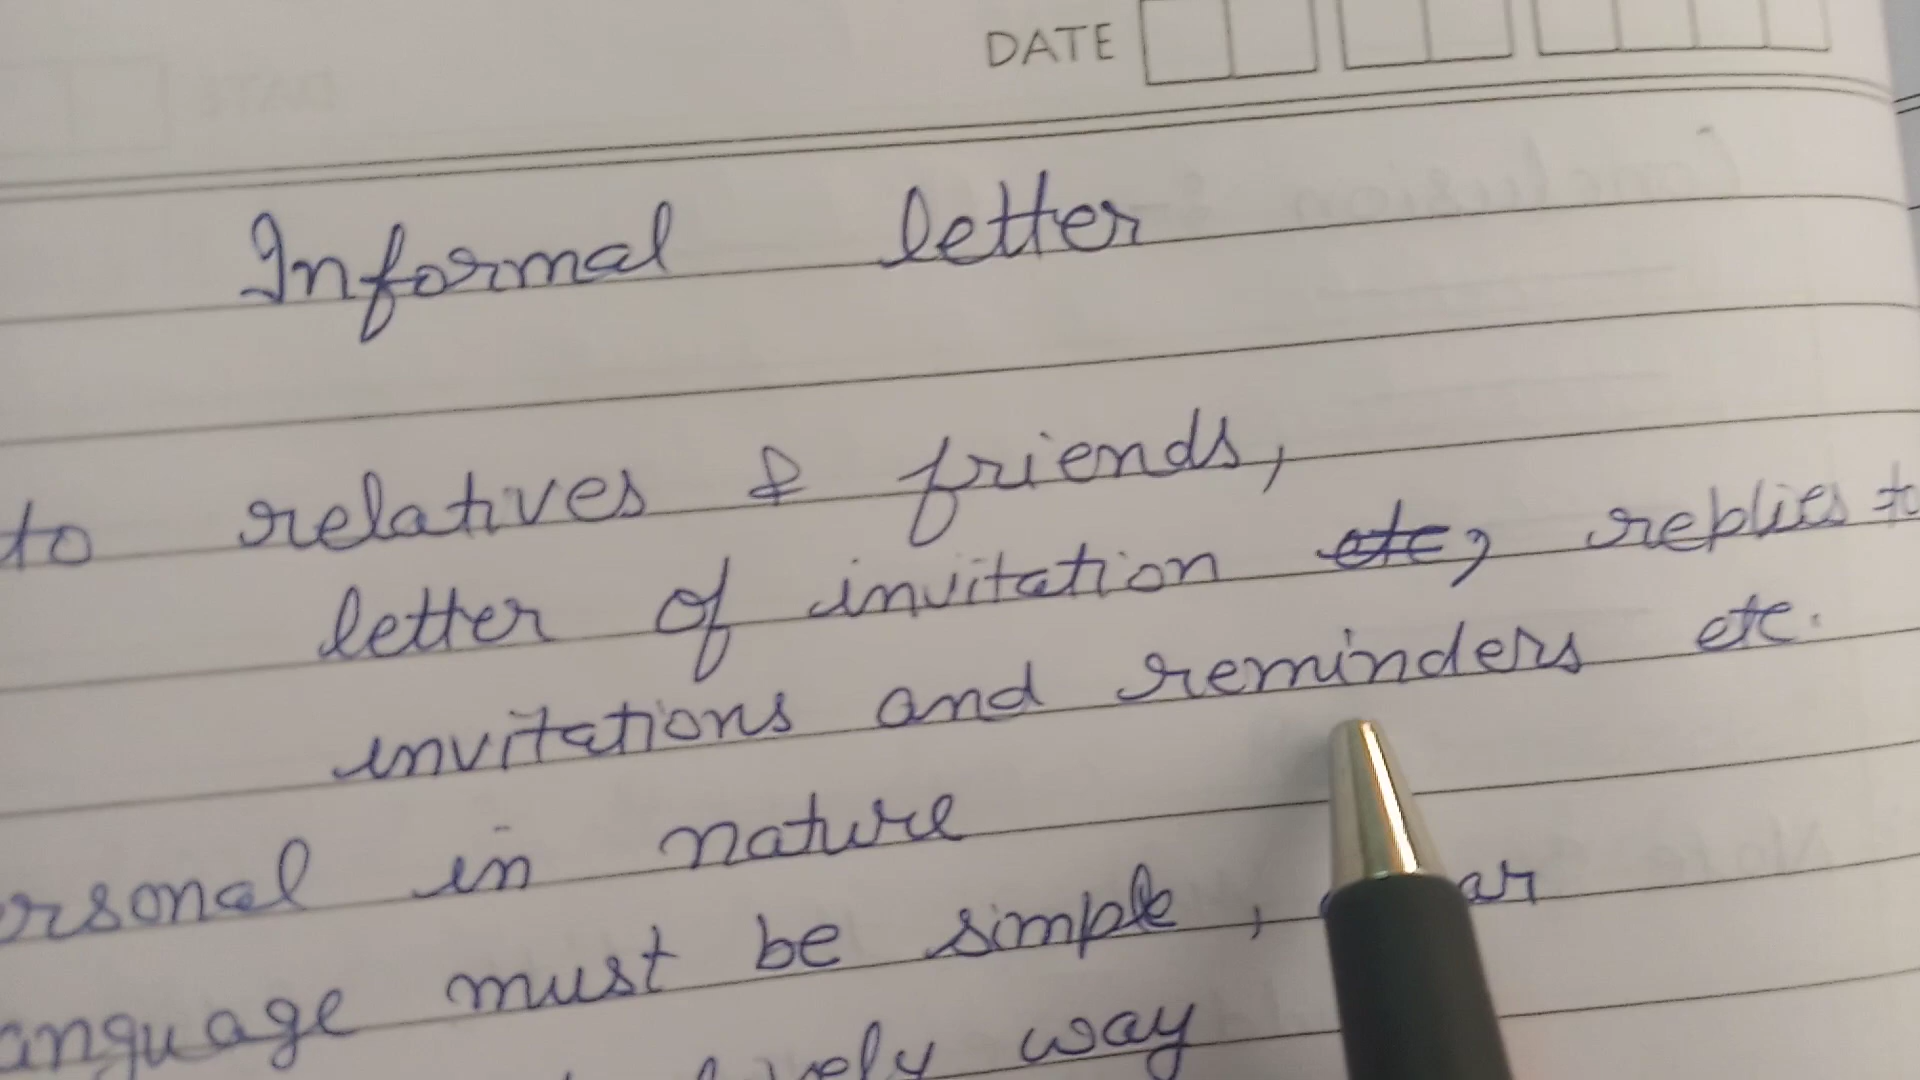 DATE
Informal letter
to relatives & friends,
letter of invitation etc, replies to
invitations and reminders etc.
ersonal in nature
anguage must be simple,
way